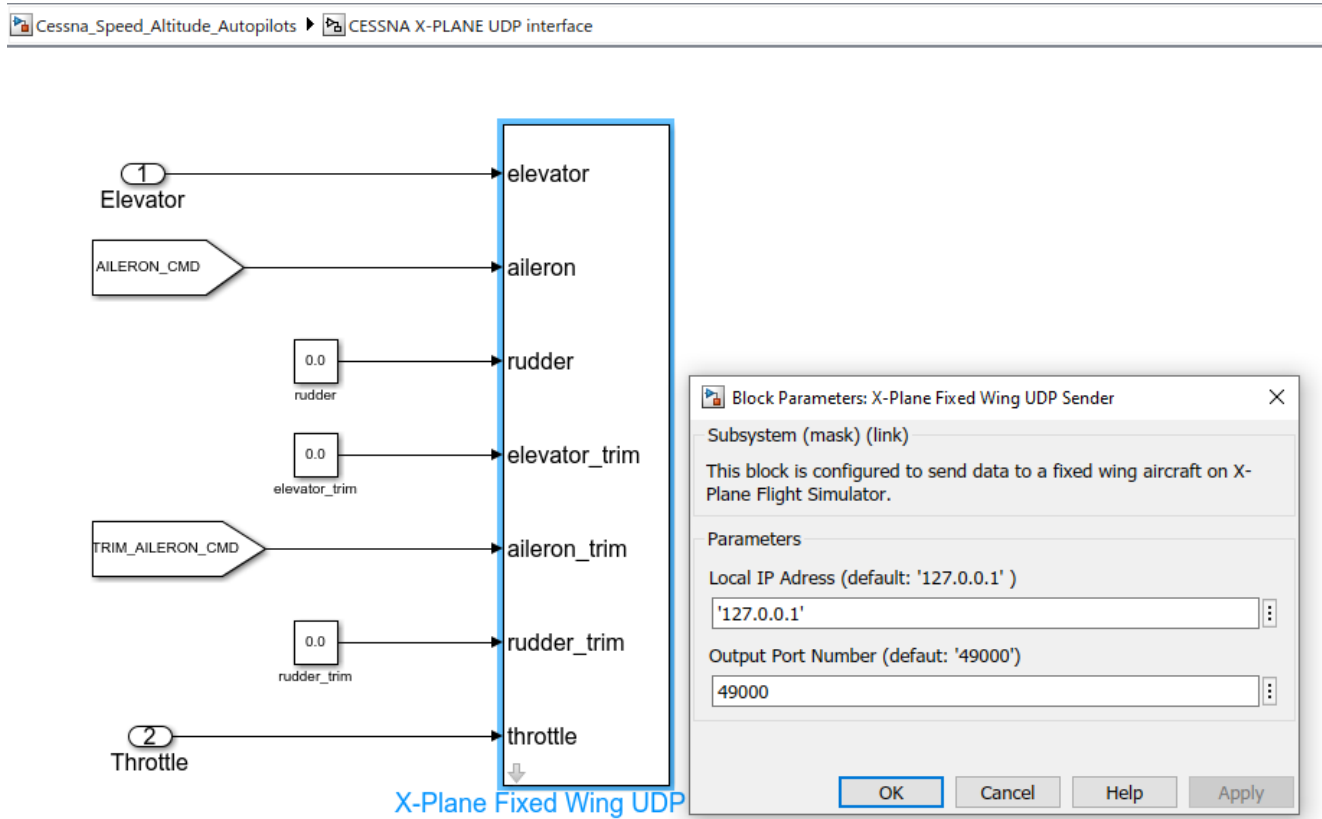 Cessna_Speed_Altitude_Autopilots CESSNA X-PLANE UDP interface
1
Elevator
AILERON_CMD
0.0
rudder
0.0
elevator_trim
TRIM_AILERON_CMD
0.0
rudder_trim
2
Throttle
elevator
aileron
rudder
elevator_trim
aileron_trim
rudder_trim
throttle
X-Plane Fixed Wing UDP
Block Parameters: X-Plane Fixed Wing UDP Sender
Subsystem (mask) (link)
This block is configured to send data to a fixed wing aircraft on X-
Plane Flight Simulator.
Parameters
Local IP Adress (default: '127.0.0.1' )
'127.0.0.1'
Output Port Number (defaut: '49000')
49000
OK Cancel Help Apply